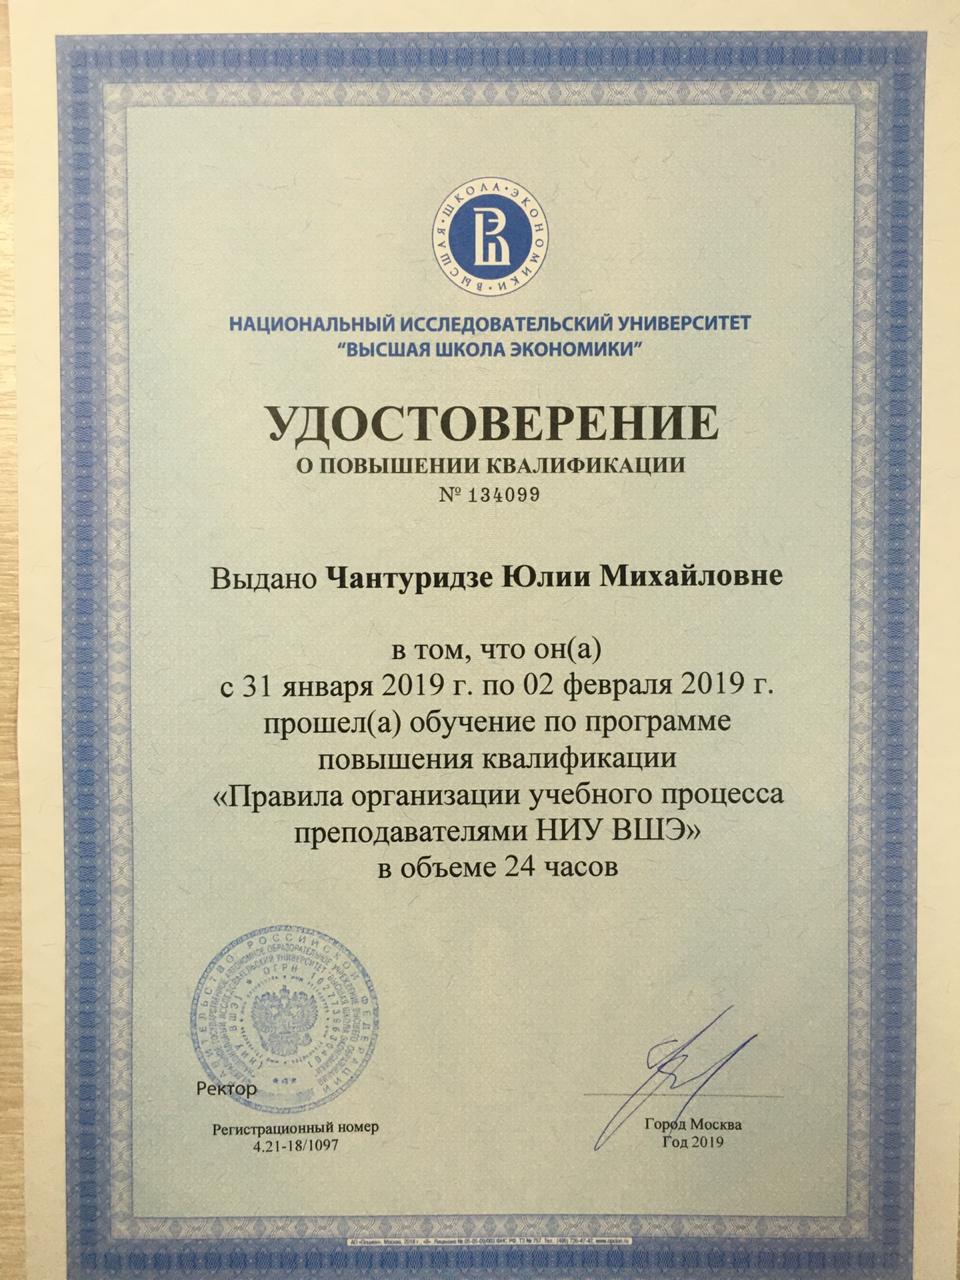 ВЫСШАЯ · ШКОЛА · ЭКОНОМИКИ ·
НАЦИОНАЛЬНЫЙ ИССЛЕДОВАТЕЛЬСКИЙ УНИВЕРСИТЕТ
“ВЫСШАЯ ШКОЛА ЭКОНОМИКИ”
УДОСТОВЕРЕНИЕ
О ПОВЫШЕНИИ КВАЛИФИКАЦИИ
№ 134099
Выдано Чантуридзе Юлии Михайловне
в том, что он(а)
с 31 января 2019 г. по 02 февраля 2019 г.
прошел(а) обучение по программе
повышения квалификации
«Правила организации учебного процесса
преподавателями НИУ ВШЭ»
в объеме 24 часов
Ректор
Регистрационный номер
4.21-18/1097
Город Москва
Год 2019